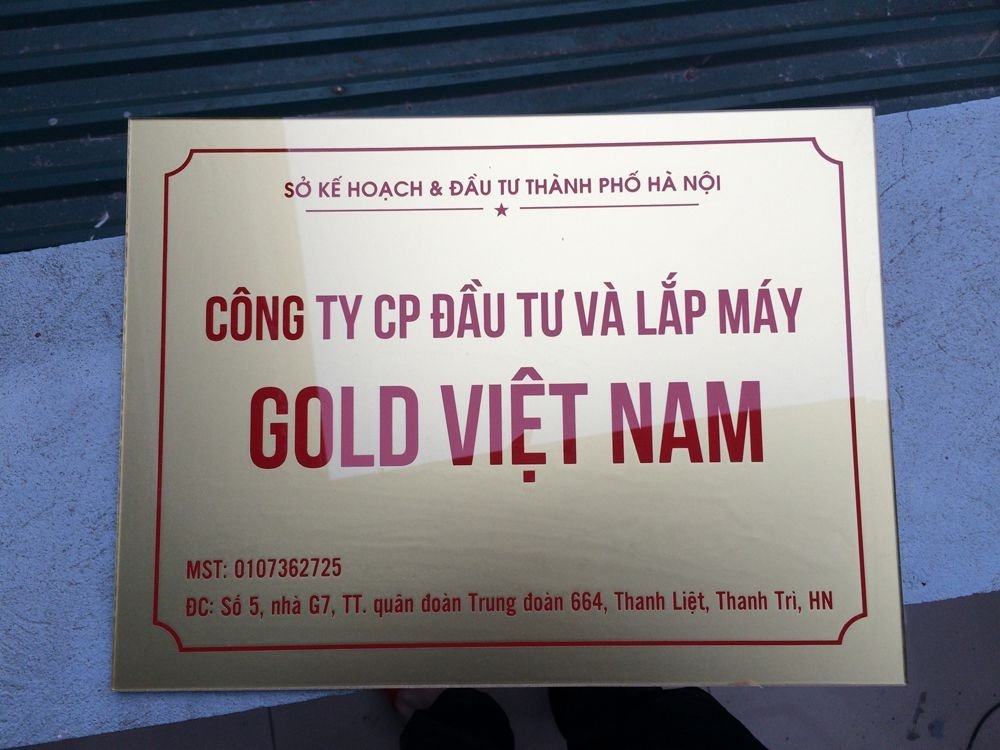 SỞ KẾ HOẠCH & ĐẦU TƯ THÀNH PHỐ HÀ NỘI
CÔNG TY CP ĐẦU TƯ VÀ LẮP MÁY
GOLD VIỆT NAM
MST: 0107362725
ĐC: Số 5, nhà G7, TT. quân đoàn Trung đoàn 664, Thanh Liệt, Thanh Trì, HN